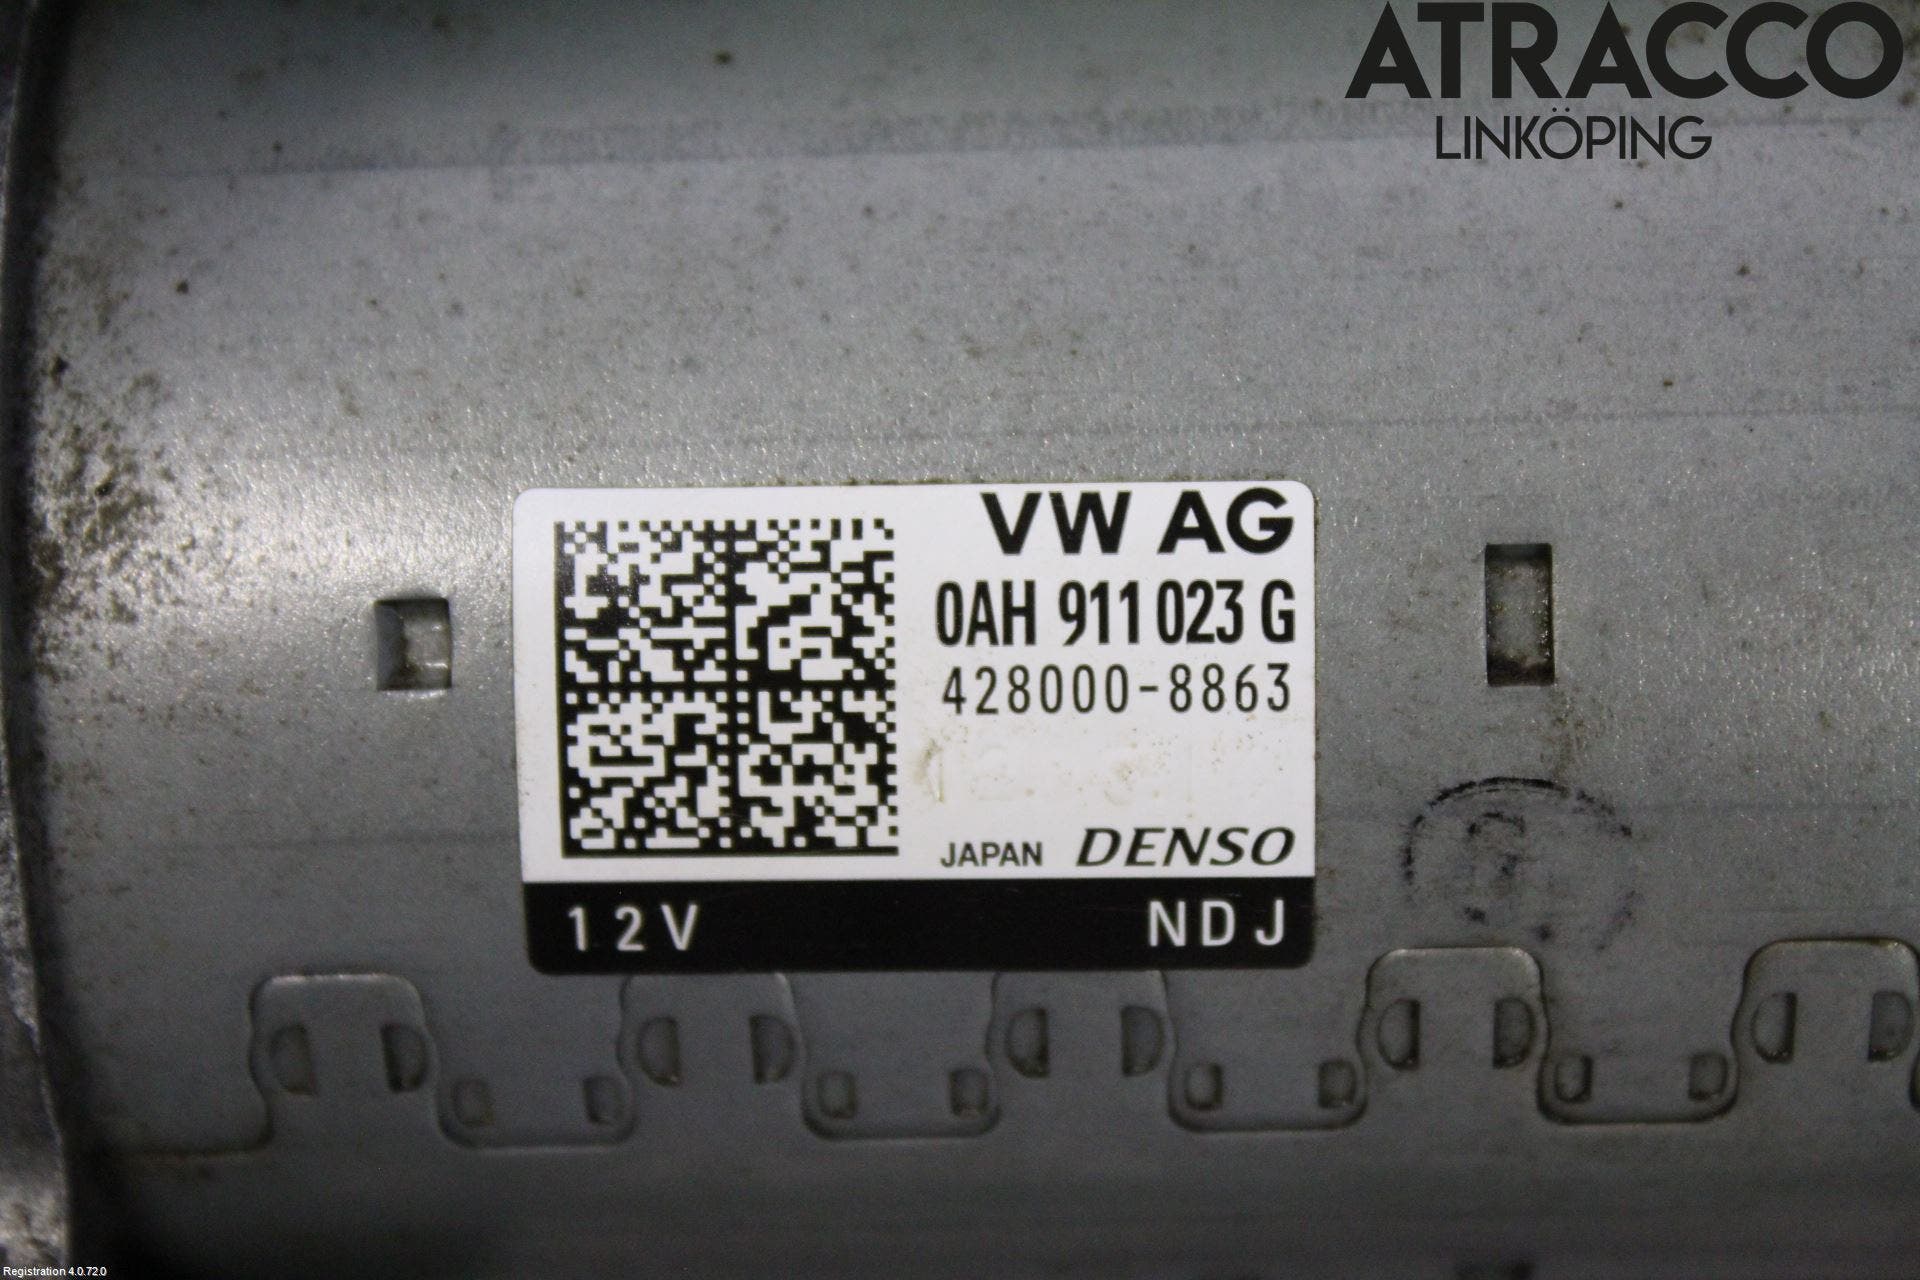 ATRACCO
LINKÖPING
VW AG
0AH 911 023 G
428000-8863
JAPAN DENSO
12V NDJ
Registration 4.0.72.0